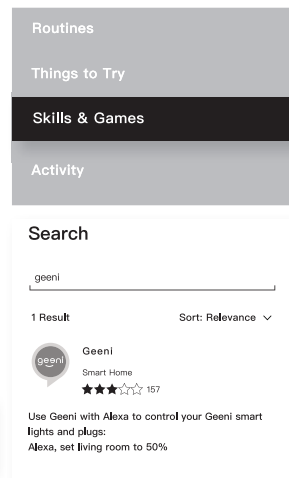 Routines
Things to Try
Skills & Games
Activity
Search
geeni
1 Result Sort: Relevance
geeni
Geeni
Smart Home
★★★☆☆ 157
Use Geeni with Alexa to control your Geeni smart
lights and plugs:
Alexa, set living room to 50%